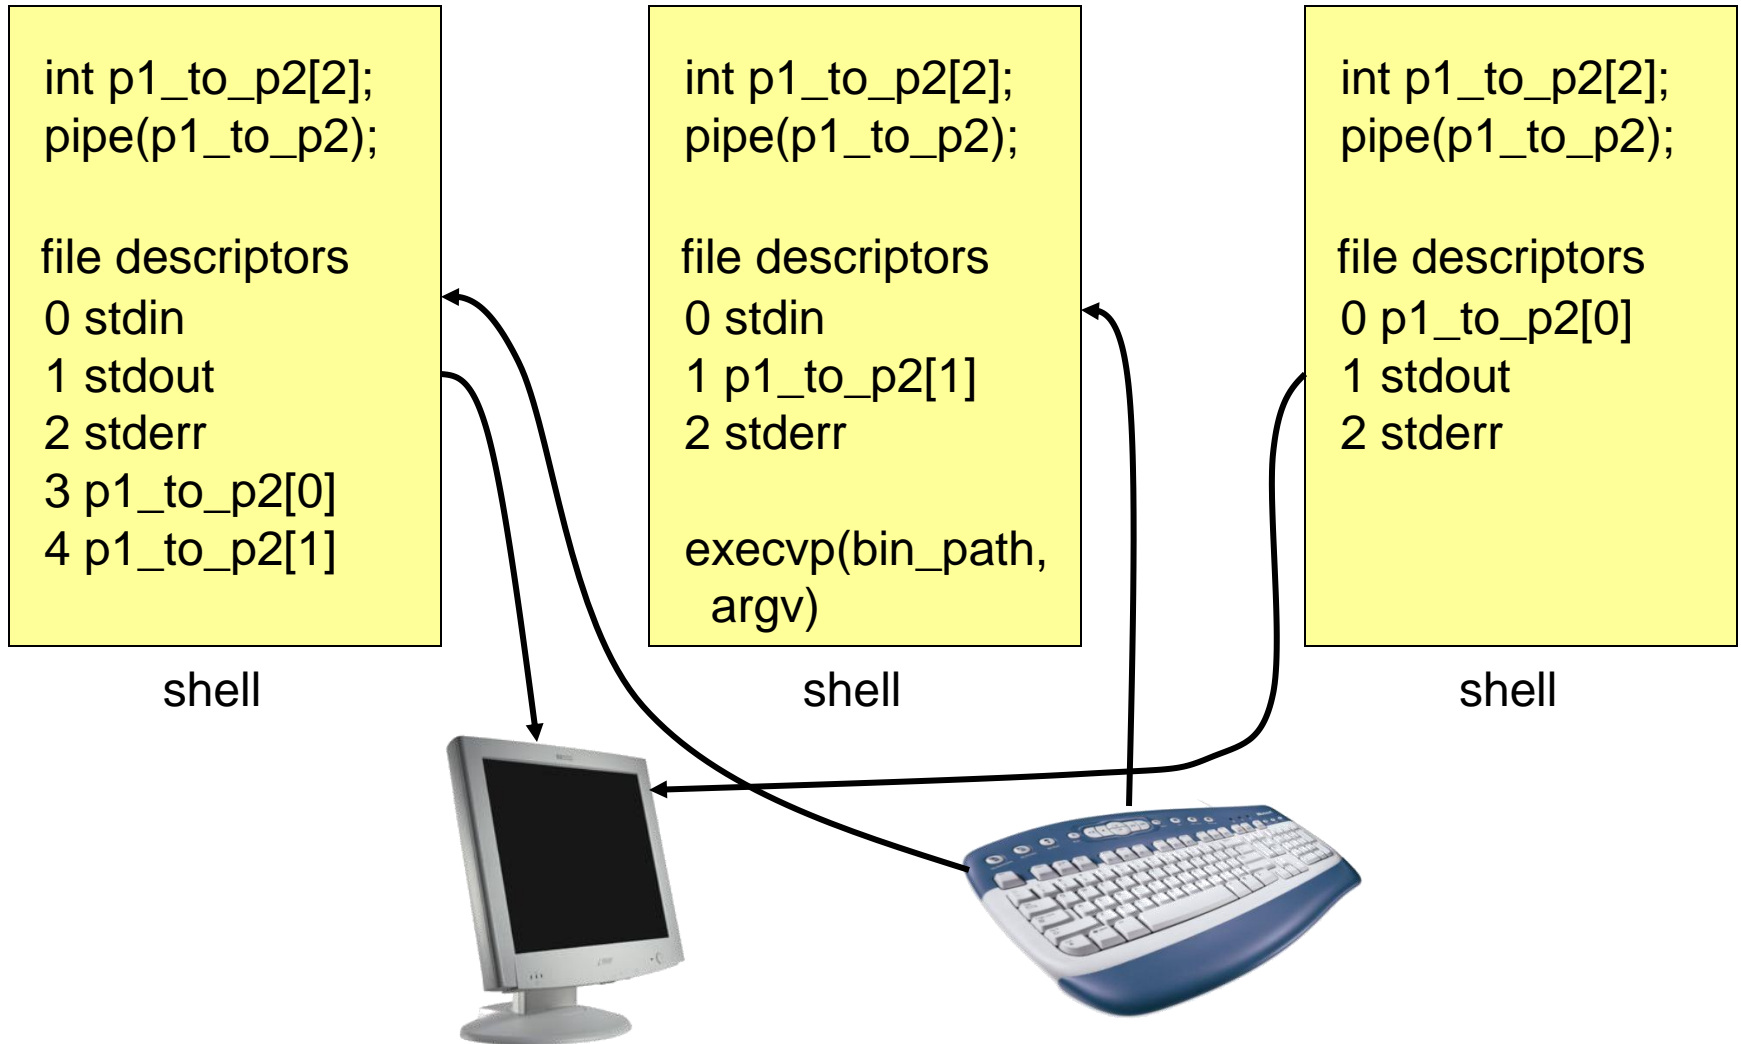 int p1_to_p2[2];
pipe(p1_to_p2);
file descriptors
0 stdin
1 stdout
2 stderr
3 p1_to_p2[0]
4 p1_to_p2[1]
shell
int p1_to_p2[2];
pipe(p1_to_p2);
file descriptors
0 stdin
1 p1_to_p2[1]
2 stderr
execvp(bin_path,
argv)
shell
int p1_to_p2[2];
pipe(p1_to_p2);
file descriptors
0 p1_to_p2[0]
1 stdout
2 stderr
shell